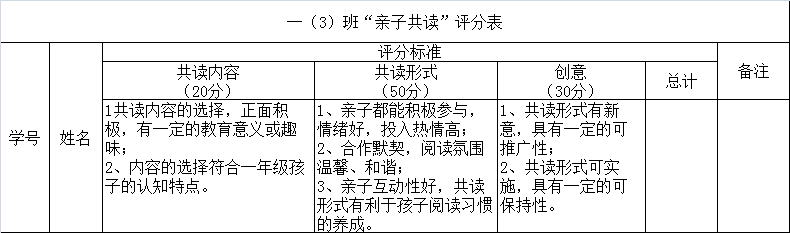 一（3）班“亲子共读”评分表
学号
姓名
评分标准
备注
共读内容
（20分）
共读形式
（50分）
创意
（30分）
总计
1共读内容的选择，正面积
极，有一定的教育意义或趣
味；
2、内容的选择符合一年级孩
子的认知特点。
1、亲子都能积极参与，
情绪好，投入热情高；
2、合作默契，阅读氛围
温馨、和谐；
3、亲子互动性好，共读
形式有利于孩子阅读习惯
的养成。
1、共读形式有新
意，具有一定的可
推广性；
2、共读形式可实
施，具有一定的可
保持性。